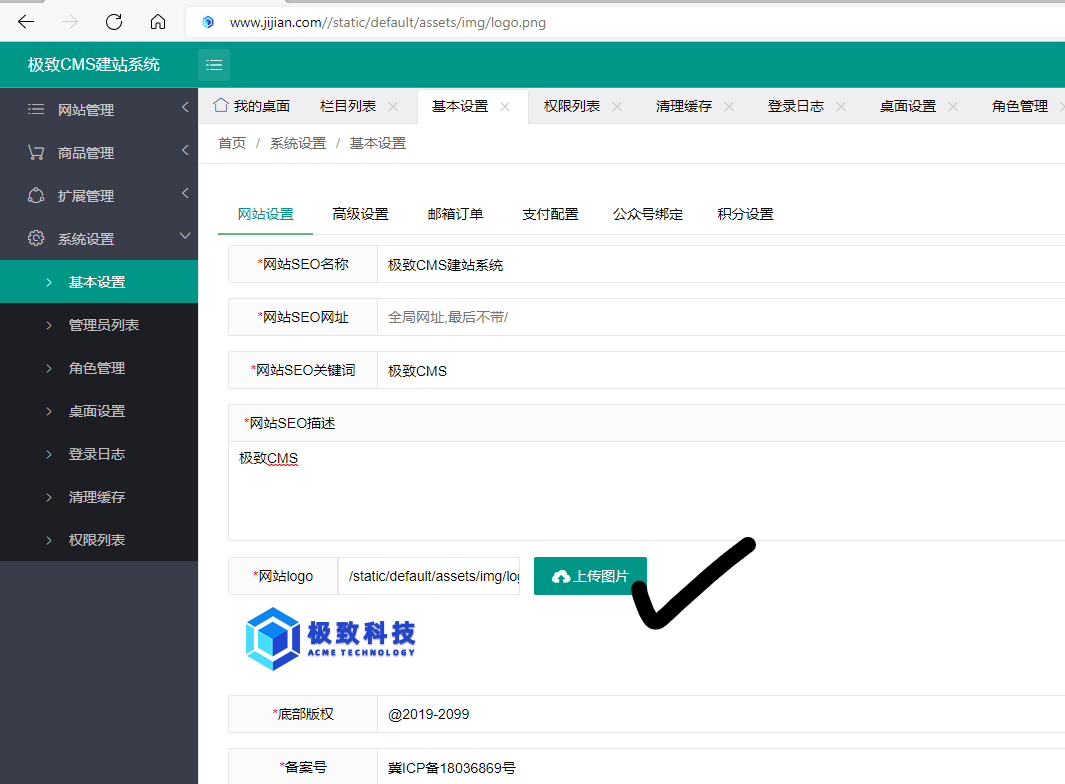 www.jijian.com//static/default/assets/img/logo.png
极致CMS建站系统
网站管理
商品管理
扩展管理
系统设置
基本设置
管理员列表
角色管理
桌面设置
登录日志
清理缓存
权限列表
我的桌面 栏目列表 基本设置 权限列表 清理缓存 登录日志 桌面设置 角色管理
首页 / 系统设置 / 基本设置
网站设置 高级设置 邮箱订单 支付配置 公众号绑定 积分设置
*网站SEO名称 极致CMS建站系统
*网站SEO网址 全局网址,最后不带/
*网站SEO关键词 极致CMS
*网站SEO描述
极致CMS
*网站logo /static/default/assets/img/log 上传图片
极致科技
ACME TECHNOLOGY
*底部版权 @2019-2099
*备案号 冀ICP备18036869号